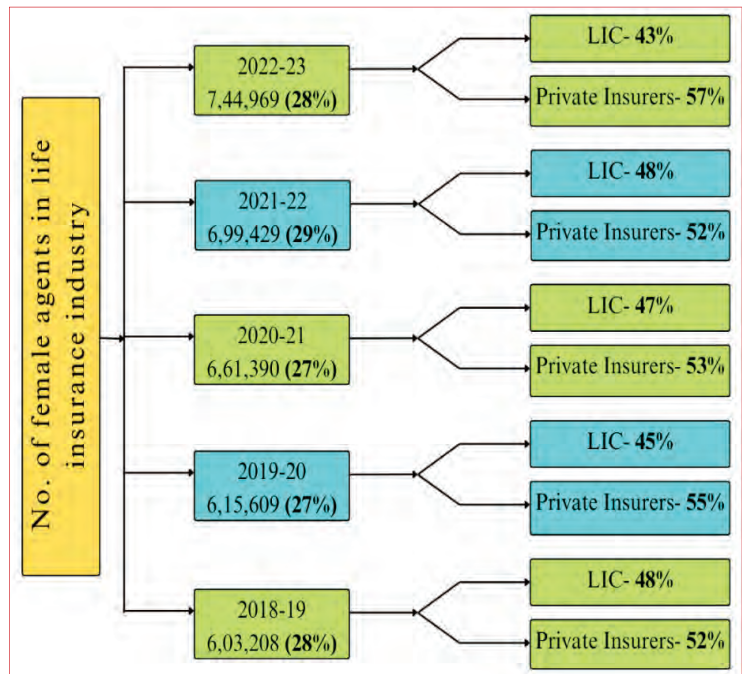 No. of female agents in life
insurance industry
2022-23
7,44,969 (28%)
LIC- 43%
Private Insurers- 57%
2021-22
6,99,429 (29%)
LIC- 48%
Private Insurers- 52%
2020-21
6,61,390 (27%)
LIC- 47%
Private Insurers- 53%
2019-20
6,15,609 (27%)
LIC- 45%
Private Insurers- 55%
2018-19
6,03,208 (28%)
LIC- 48%
Private Insurers- 52%